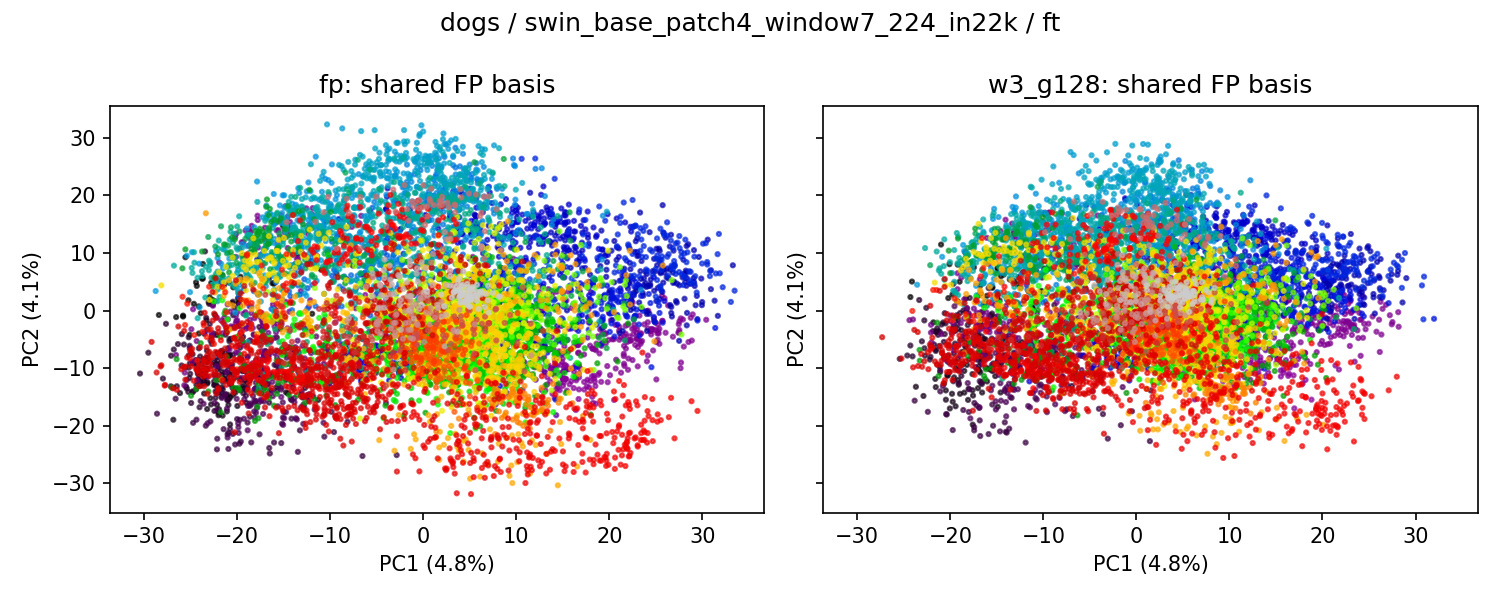 dogs / swin_base_patch4_window7_224_in22k / ft
fp: shared FP basis
w3_g128: shared FP basis
30
20
10
0
−10
−20
−30
PC2 (4.1%)
PC2 (4.1%)
−30 −20 −10 0 10 20 30
−30 −20 −10 0 10 20 30
PC1 (4.8%)
PC1 (4.8%)